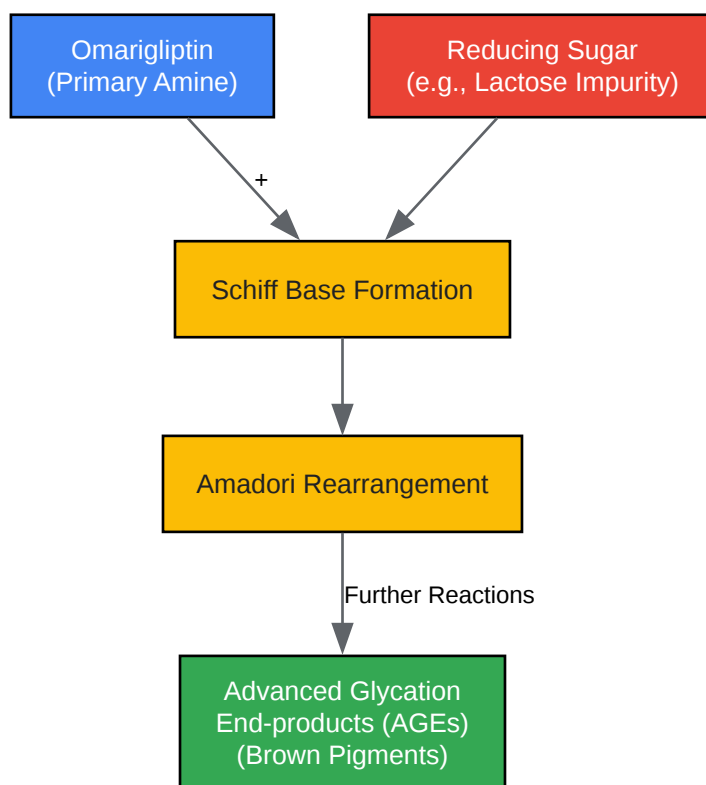 Omarigliptin
(Primary Amine)
Reducing Sugar
(e.g., Lactose Impurity)
+
Schiff Base Formation
Amadori Rearrangement
Further Reactions
Advanced Glycation
End-products (AGEs)
(Brown Pigments)